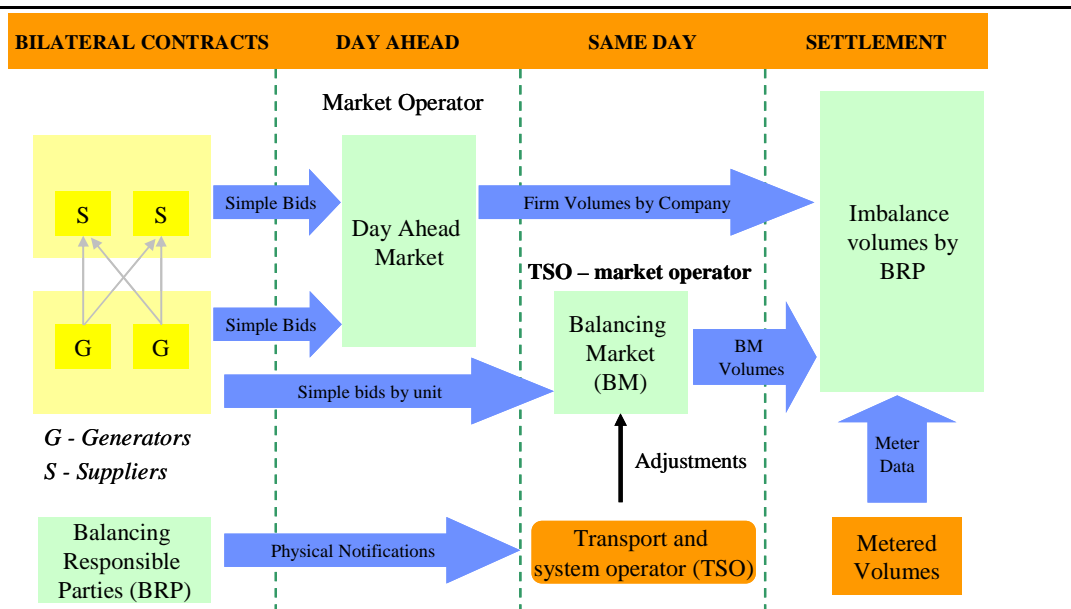 BILATERAL CONTRACTS
DAY AHEAD
SAME DAY
SETTLEMENT
Market Operator
S
S
Simple Bids
Day Ahead
Market
Firm Volumes by Company
Imbalance
volumes by
BRP
TSO – market operator
G
G
Simple Bids
Balancing
Market
(BM)
BM
Volumes
Simple bids by unit
G - Generators
S - Suppliers
Adjustments
Meter
Data
Balancing
Responsible
Parties (BRP)
Physical Notifications
Transport and
system operator (TSO)
Metered
Volumes